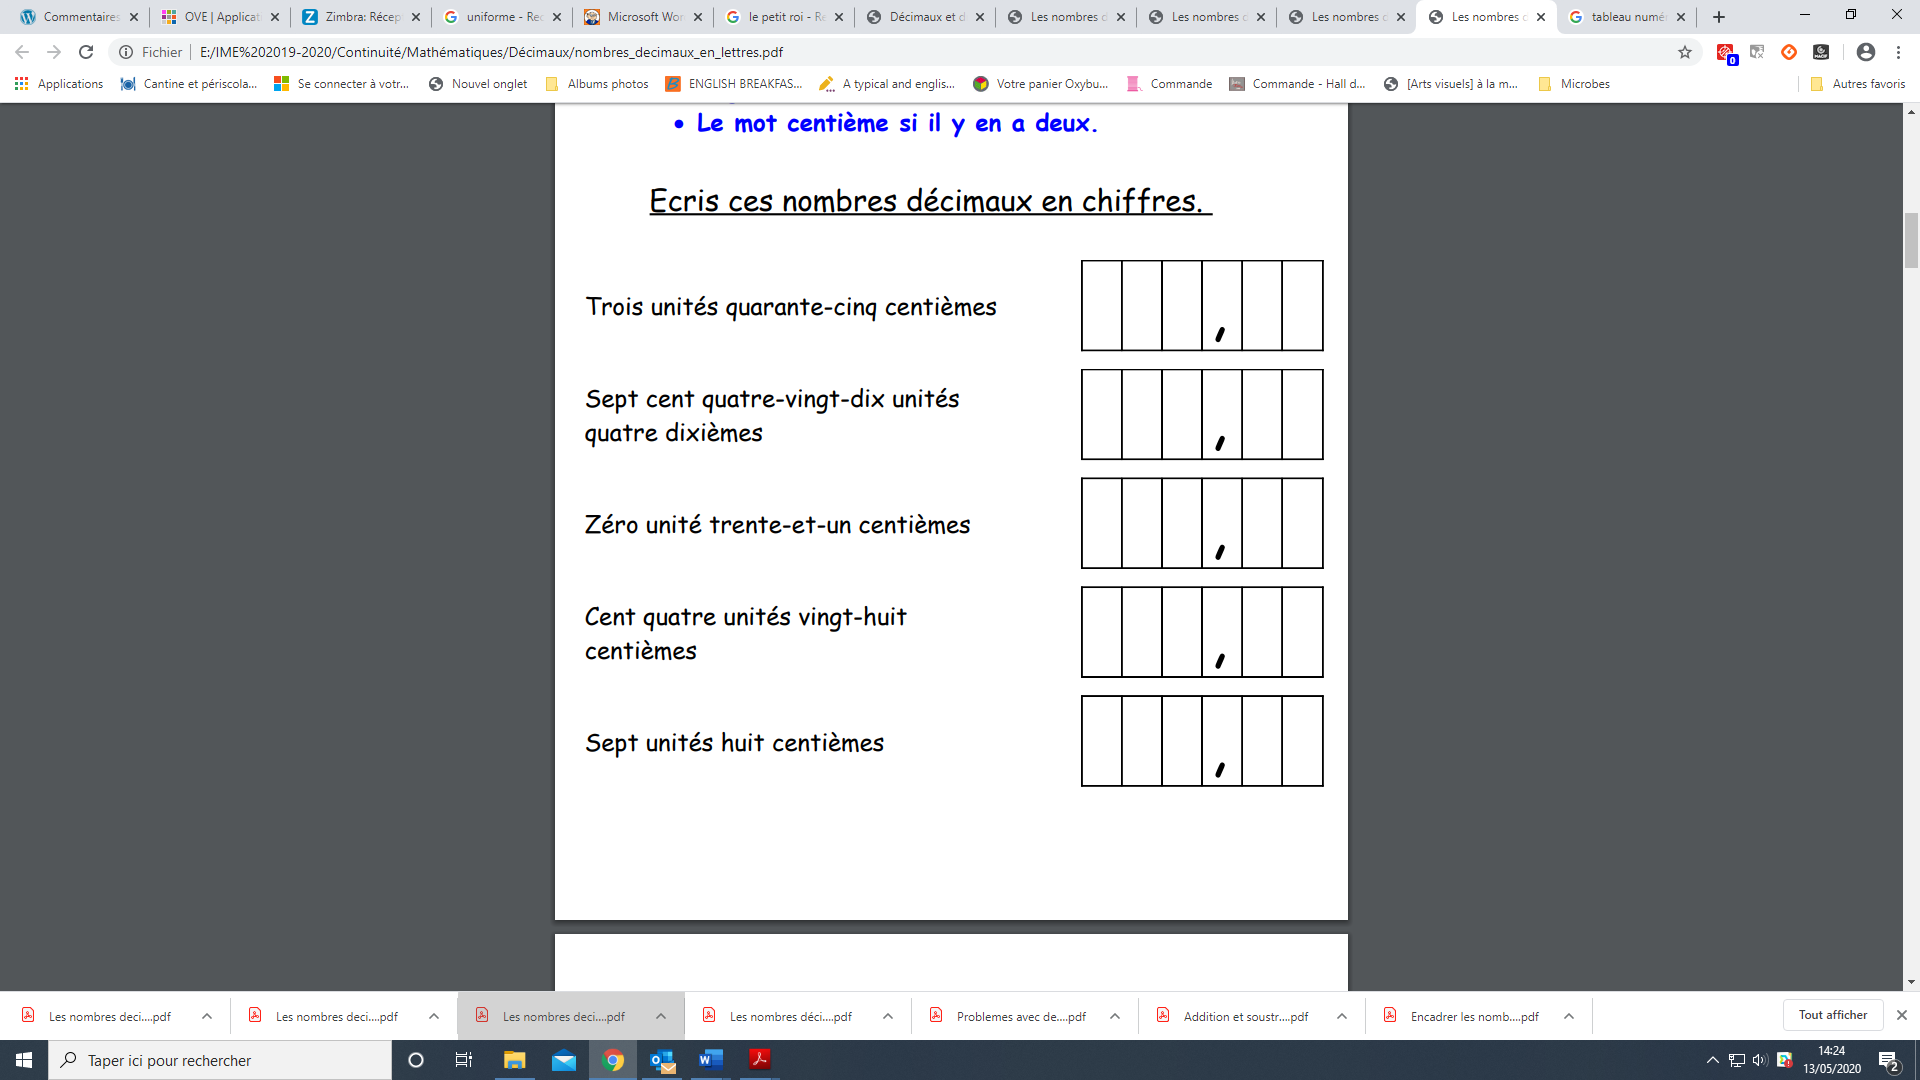 Commentaires
OVE | Applicat
Zimbra: Récep
uniforme - Rec
Microsoft Wor
le petit roi - Re
Décimaux et d
Les nombres d
Les nombres d
Les nombres d
Les nombres d
tableau numér
Fichier
E:/IME%202019-2020/Continuité/Mathématiques/Décimaux/nombres_decimaux_en_lettres.pdf
0
Applications
Cantine et périscola...
Se connecter à votr...
Nouvel onglet
Albums photos
ENGLISH BREAKFAS...
A typical and englis...
Votre panier Oxybu...
Commande
Commande - Hall d...
[Arts visuels] à la m...
Microbes
Autres favoris
• Le mot centième si il y en a deux.
Ecris ces nombres décimaux en chiffres.
Trois unités quarante-cinq centièmes
,
Sept cent quatre-vingt-dix unités
quatre dixièmes
,
Zéro unité trente-et-un centièmes
,
Cent quatre unités vingt-huit
centièmes
,
Sept unités huit centièmes
,
Les nombres deci....pdf
Les nombres deci....pdf
Les nombres deci....pdf
Les nombres déci....pdf
Problemes avec de....pdf
Addition et soustr....pdf
Encadrer les nomb....pdf
Tout afficher
Taper ici pour rechercher
14:24
13/05/2020
2